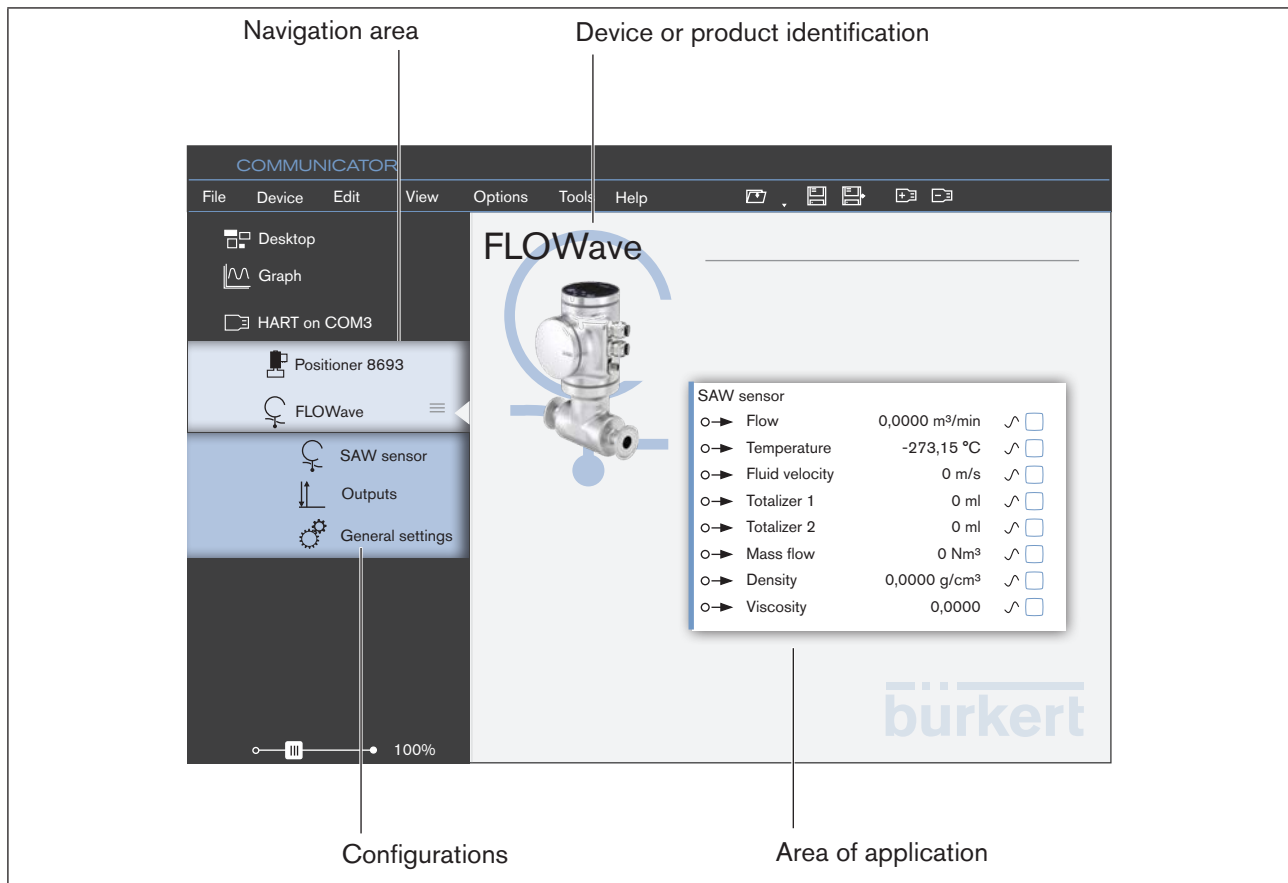 Navigation area
Device or product identification
COMMUNICATOR
File Device Edit View Options Tools Help
Desktop
Graph
HART on COM3
Positioner 8693
FLOWave
SAW sensor
Outputs
General settings
100%
FLOWave
SAW sensor
Flow 0,0000 m³/min
Temperature -273,15 °C
Fluid velocity 0 m/s
Totalizer 1 0 ml
Totalizer 2 0 ml
Mass flow 0 Nm³
Density 0,0000 g/cm³
Viscosity 0,0000
bürkert
Configurations
Area of application